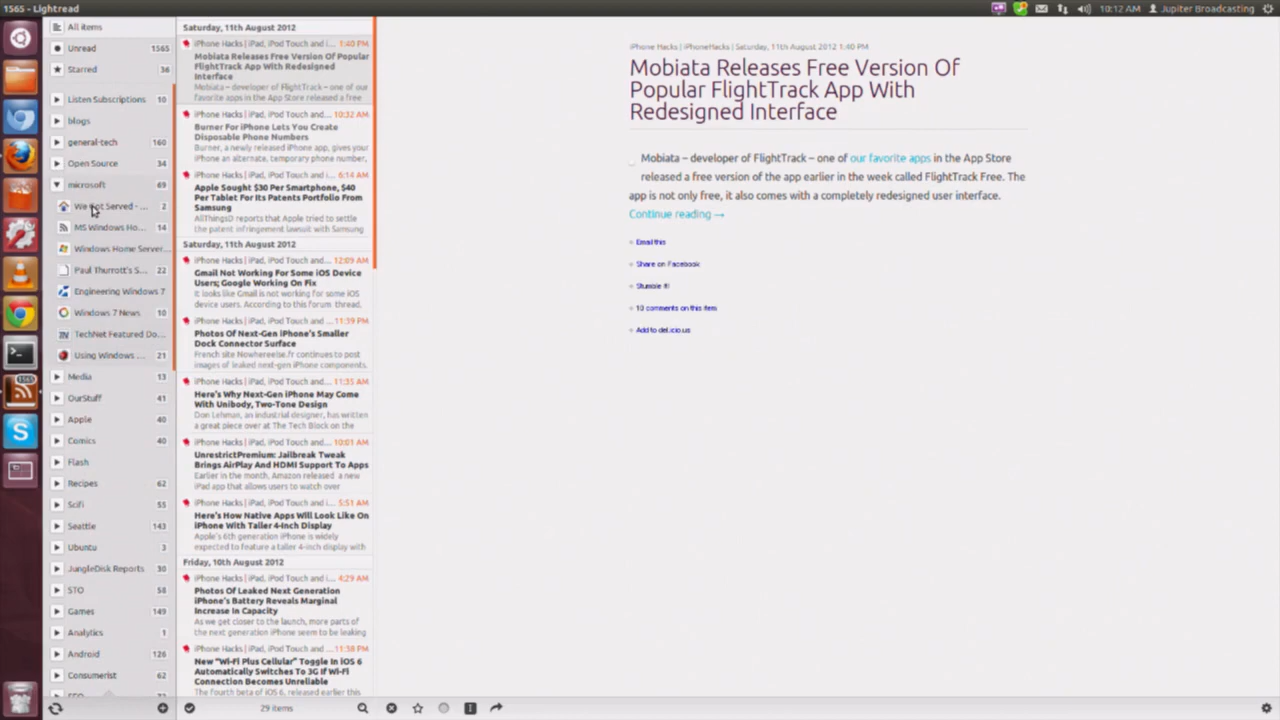 1565 - Lightread
10:12 AM
Jupiter Broadcasting
All items
Unread 1565
Starred 36
Listen Subscriptions 10
blogs
general-tech 160
Open Source 34
microsoft 69
We Got Served - ... 2
MS Windows Ho... 14
Windows Home Server...
Paul Thurrott's S... 22
Engineering Windows 7
Windows 7 News 10
TechNet Featured Do...
Using Windows ... 21
Media 13
OurStuff 41
Apple 40
Comics 40
Flash
Recipes 62
Scifi 55
Seattle 143
Ubuntu 3
JungleDisk Reports 30
STO 58
Games 149
Analytics 1
Android 126
Consumerist 62
1565
Saturday, 11th August 2012
iPhone Hacks | iPad, iPod Touch and i... 1:40 PM
Mobiata Releases Free Version Of Popular
FlightTrack App With Redesigned
Interface
Mobiata – developer of FlightTrack – one of
our favorite apps in the App Store released a free
iPhone Hacks | iPad, iPod Touch and... 10:32 AM
Burner For iPhone Lets You Create
Disposable Phone Numbers
Burner, a newly released iPhone app, gives your
iPhone an alternate, temporary phone number,
iPhone Hacks | iPad, iPod Touch and i... 6:14 AM
Apple Sought $30 Per Smartphone, $40
Per Tablet For Its Patents Portfolio From
Samsung
AllThingsD reports that Apple tried to settle
the patent infringement lawsuit with Samsung
Saturday, 11th August 2012
iPhone Hacks | iPad, iPod Touch and... 12:09 AM
Gmail Not Working For Some iOS Device
Users; Google Working On Fix
It looks like Gmail is not working for some iOS
device users. According to this forum thread,
iPhone Hacks | iPad, iPod Touch and... 11:39 PM
Photos Of Next-Gen iPhone's Smaller
Dock Connector Surface
French site Nowhereelse.fr continues to post
images of leaked next-gen iPhone components.
iPhone Hacks | iPad, iPod Touch and... 11:35 AM
Here's Why Next-Gen iPhone May Come
With Unibody, Two-Tone Design
Don Lehman, an industrial designer, has written
a great piece over at The Tech Block on the
iPhone Hacks | iPad, iPod Touch and... 10:01 AM
UnrestrictPremium: Jailbreak Tweak
Brings AirPlay And HDMI Support To Apps
Earlier in the month, Amazon released a new
iPad app that allows users to watch over
iPhone Hacks | iPad, iPod Touch and i... 5:51 AM
Here's How Native Apps Will Look Like On
iPhone With Taller 4-Inch Display
Apple's 6th generation iPhone is widely
expected to feature a taller 4-inch display with
Friday, 10th August 2012
iPhone Hacks | iPad, iPod Touch and i... 4:29 AM
Photos Of Leaked Next Generation
iPhone's Battery Reveals Marginal
Increase In Capacity
As we get closer to the launch, more parts of
the next generation iPhone seem to be leaking
iPhone Hacks | iPad, iPod Touch and... 11:38 PM
New "Wi-Fi Plus Cellular" Toggle In iOS 6
Automatically Switches To 3G If Wi-Fi
Connection Becomes Unreliable
The fourth beta of iOS 6, released earlier this
29 items
iPhone Hacks | iPhoneHacks | Saturday, 11th August 2012 1:40 PM
Mobiata Releases Free Version Of
Popular FlightTrack App With
Redesigned Interface
Mobiata – developer of FlightTrack – one of our favorite apps in the App Store
released a free version of the app earlier in the week called FlightTrack Free. The
app is not only free, it also comes with a completely redesigned user interface.
Continue reading →
Email this
Share on Facebook
Stumble It!
10 comments on this item
Add to del.icio.us